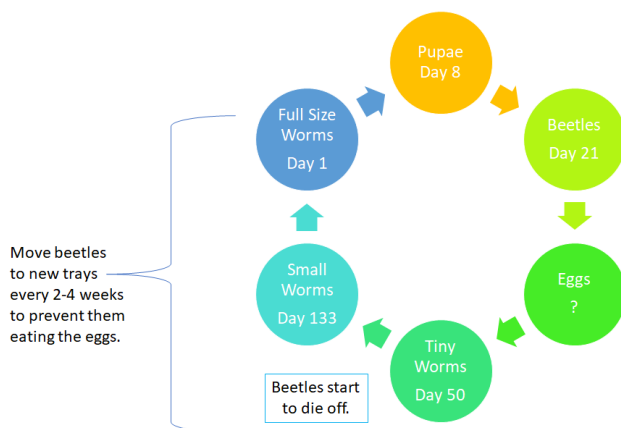 Pupae
Day 8
Full Size
Worms
Day 1
Beetles
Day 21
Move beetles
to new trays
every 2-4 weeks
to prevent them
eating the eggs.
Small
Worms
Day 133
Eggs
?
Tiny
Worms
Day 50
Beetles start
to die off.